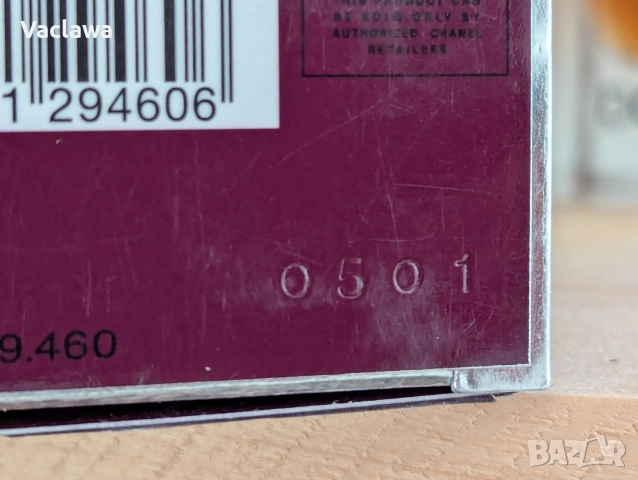 Vaclawa
THIS PRODUCT CAN
BE SOLD ONLY BY
AUTHORIZED CHANEL
RETAILERS
1 294606
0501
9.460
BAZAR